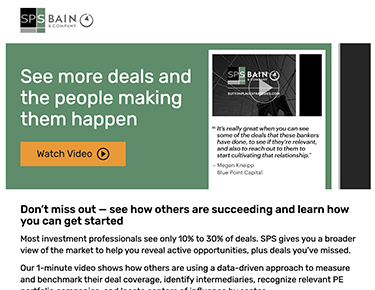 SPS BAIN
& COMPANY
See more deals and
the people making
them happen
Watch Video
SPS BAIN
& COMPANY
SUTTONPLACESTRATEGIES.COM
"It's really great when you can see
some of the deals that these bankers
have done, to see if they're relevant,
and also to reach out to them to
start cultivating that relationship."
– Megan Kneipp
Blue Point Capital
Don't miss out — see how others are succeeding and learn how
you can get started
Most investment professionals see only 10% to 30% of deals. SPS gives you a broader
view of the market to help you reveal active opportunities, plus deals you've missed.
Our 1-minute video shows how others are using a data-driven approach to measure
and benchmark their deal coverage, identify intermediaries, recognize relevant PE